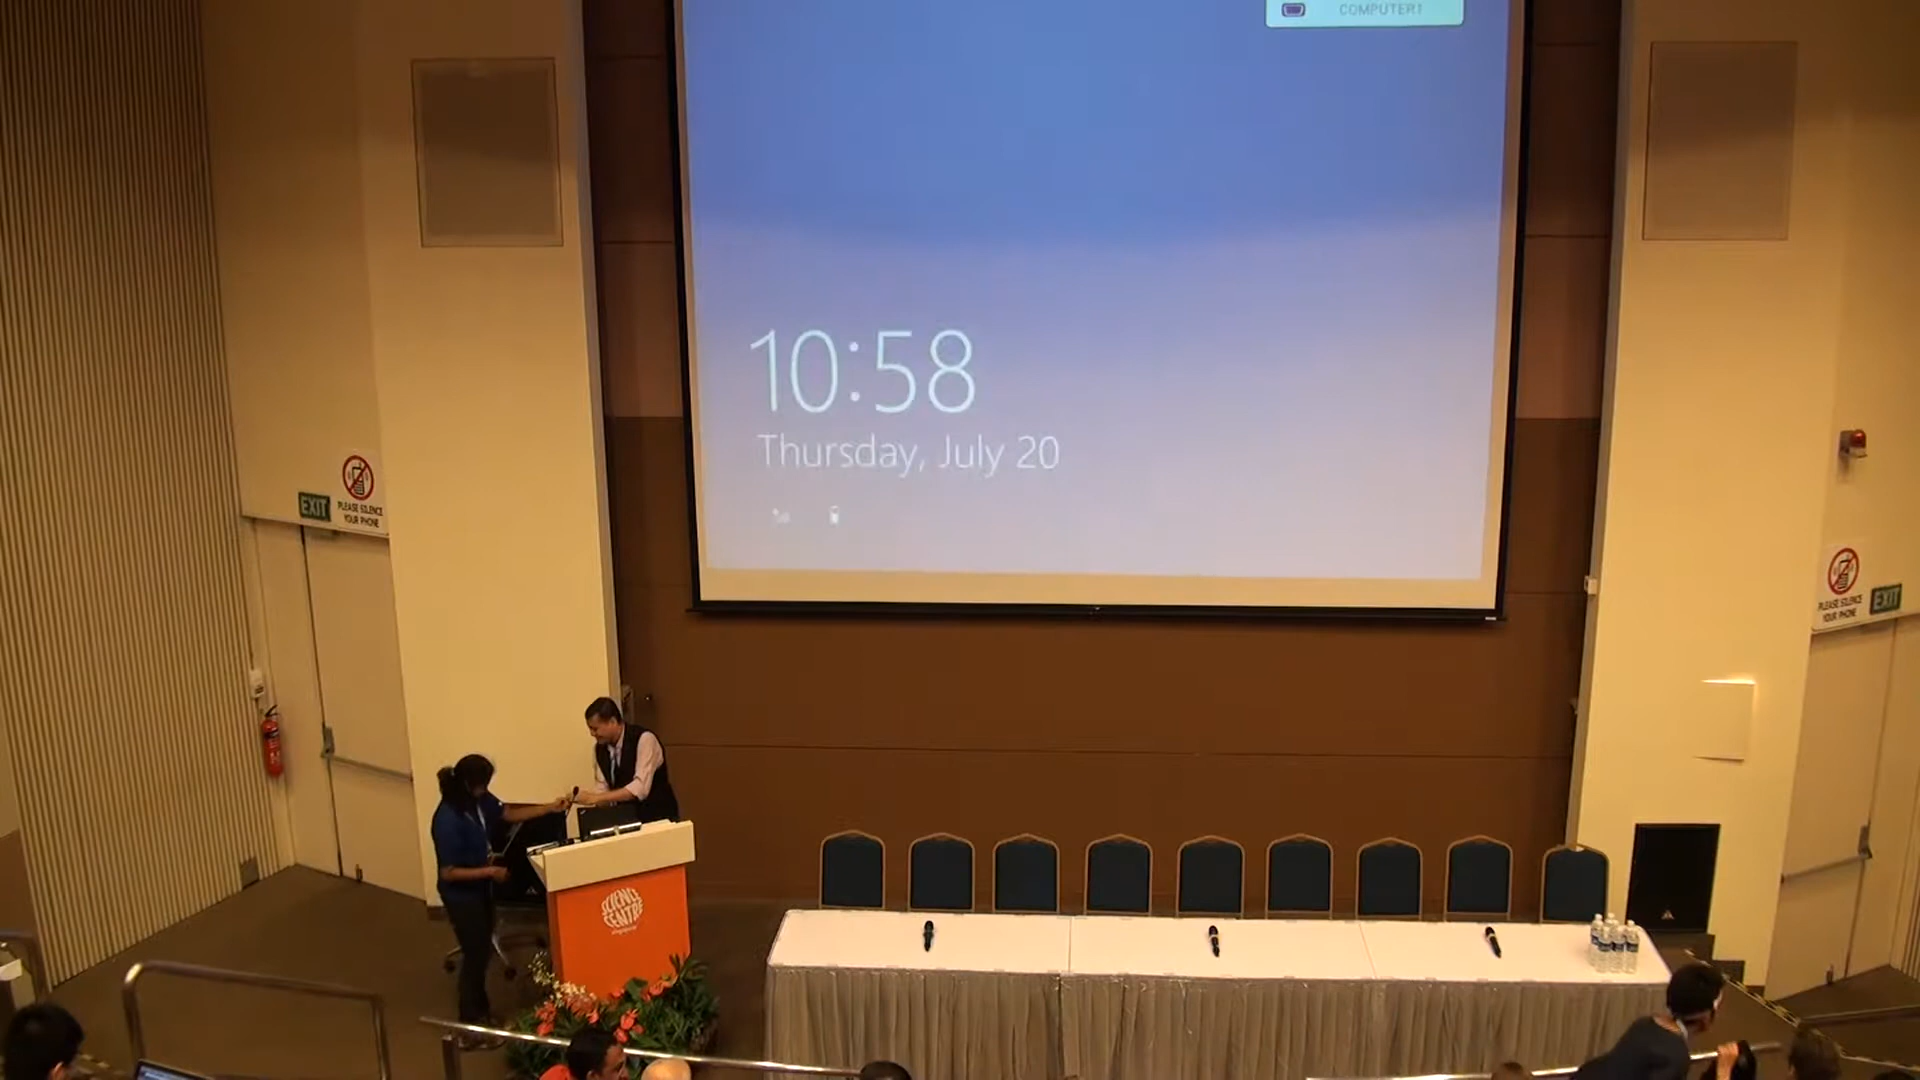 COMPUTER1
10:58
Thursday, July 20
EXIT
PLEASE SILENCE
YOUR PHONE
PLEASE SILENCE
YOUR PHONE
EXIT
SCIENCE
CENTRE